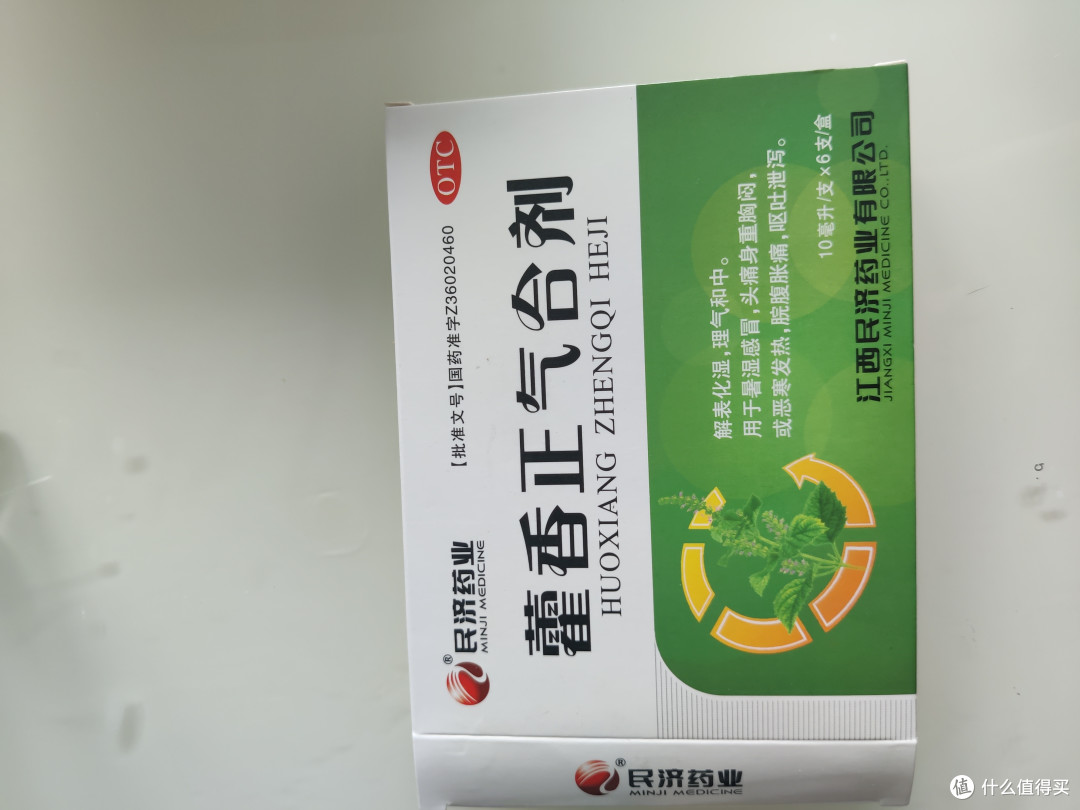 【批准文号】国药准字Z36020460
OTC
®
民济药业
MINJI MEDICINE
藿香正气合剂
HUOXIANG ZHENGQI HEJI
解表化湿,理气和中。
用于暑湿感冒,头痛身重胸闷,
或恶寒发热,脘腹胀痛,呕吐泄泻。
10毫升/支×6支/盒
江西民济药业有限公司
JIANGXI MINJI MEDICINE CO.,LTD.
®
民济药业
MINJI MEDICINE
值 什么值得买